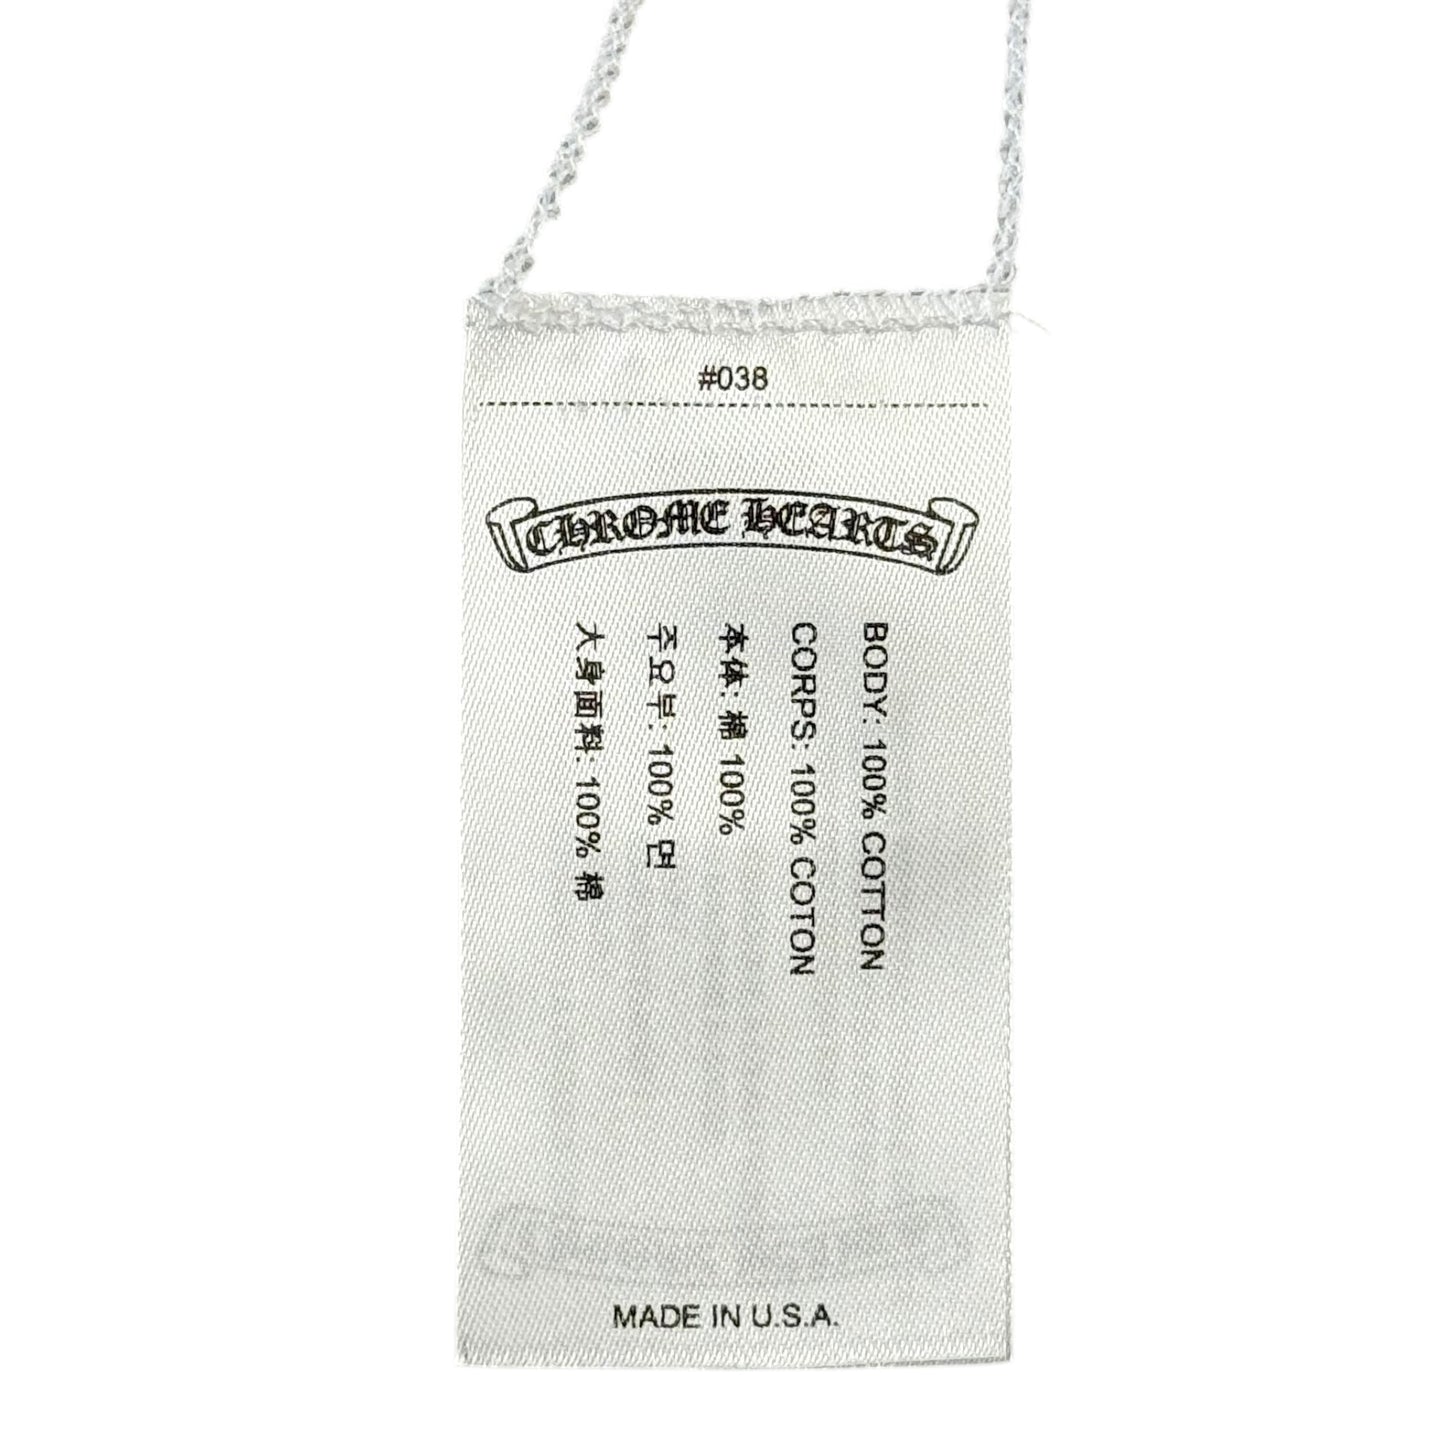 #038
CHROME HEARTS
BODY: 100% COTTON
CORPS: 100% COTON
本体: 棉 100%
주요부: 100% 면
大身面料: 100% 棉
MADE IN U.S.A.